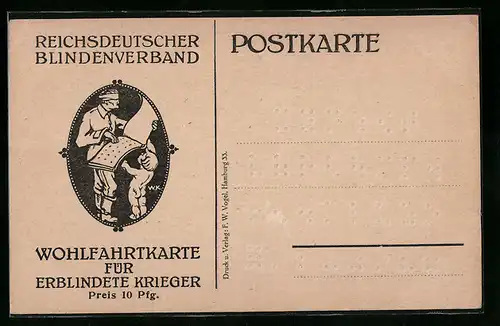 REICHSDEUTSCHER
BLINDENVERBAND
W.K.
WOHLFAHRTKARTE
FÜR
ERBLINDETE KRIEGER
Preis 10 Pfg.
Druck u. Verlag: F. W. Vogel, Hamburg 33.
POSTKARTE